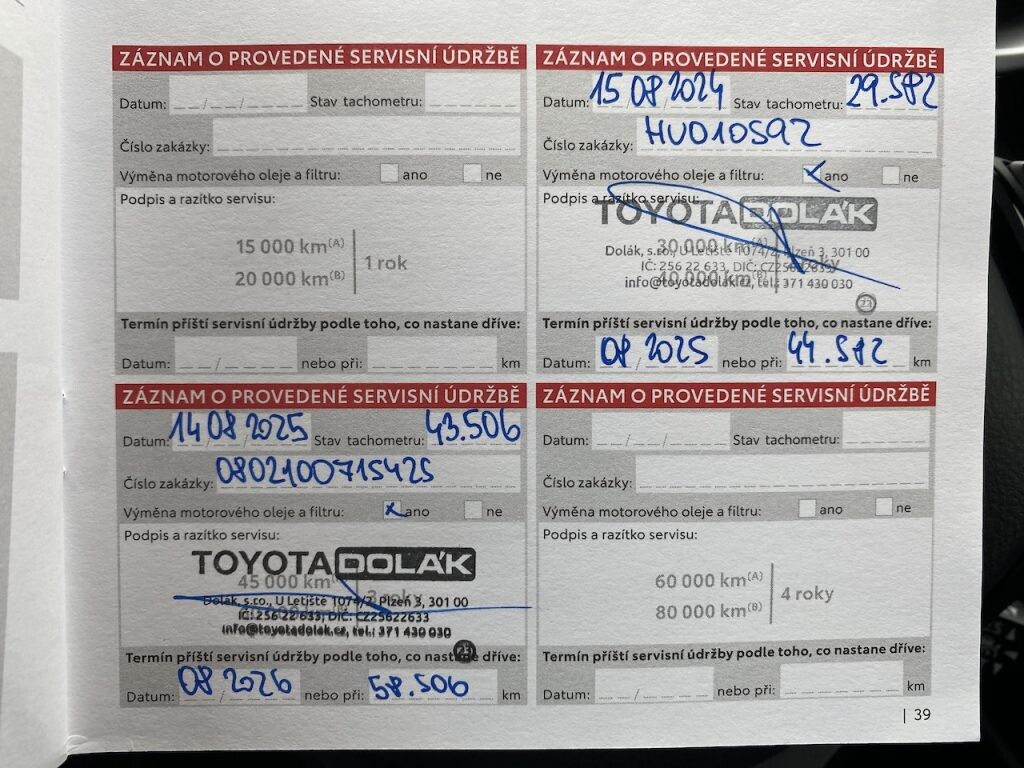 ZÁZNAM O PROVEDENÉ SERVISNÍ ÚDRŽBĚ
Datum: __/__/____ Stav tachometru:
Číslo zakázky:
Výměna motorového oleje a filtru: ano ne
Podpis a razítko servisu:
15 000 km(A)
20 000 km(B)
1 rok
Termín příští servisní údržby podle toho, co nastane dříve:
Datum: __/____ nebo při: km
ZÁZNAM O PROVEDENÉ SERVISNÍ ÚDRŽBĚ
Datum: 15 08 2024 Stav tachometru: 29.582
Číslo zakázky: HU010592
Výměna motorového oleje a filtru: ano ne
Podpis a razítko servisu:
TOYOTA DOLÁK
30 000 km(A)
Dolák, s.r.o., U Letiště 1074/2, Plzeň 3, 301 00
IČ: 256 22 633, DIČ: CZ25622633
40 000 km(B)
info@toyotadolak.cz, tel.: 371 430 030
23
Termín příští servisní údržby podle toho, co nastane dříve:
Datum: 08 2025 nebo při: 44.582 km
ZÁZNAM O PROVEDENÉ SERVISNÍ ÚDRŽBĚ
Datum: 14 08 2025 Stav tachometru: 43.506
Číslo zakázky: 0802100715425
Výměna motorového oleje a filtru: x ano ne
Podpis a razítko servisu:
TOYOTA DOLÁK
45 000 km
3 roky
Dolák, s.r.o., U Letiště 1074/2, Plzeň 3, 301 00
IČ: 256 22 633, DIČ: CZ25622633
info@toyotadolak.cz, tel.: 371 430 030
23
Termín příští servisní údržby podle toho, co nastane dříve:
Datum: 08 2026 nebo při: 58.506 km
ZÁZNAM O PROVEDENÉ SERVISNÍ ÚDRŽBĚ
Datum: __/__/____ Stav tachometru:
Číslo zakázky:
Výměna motorového oleje a filtru: ano ne
Podpis a razítko servisu:
60 000 km(A)
80 000 km(B)
4 roky
Termín příští servisní údržby podle toho, co nastane dříve:
Datum: __/____ nebo při: km
| 39